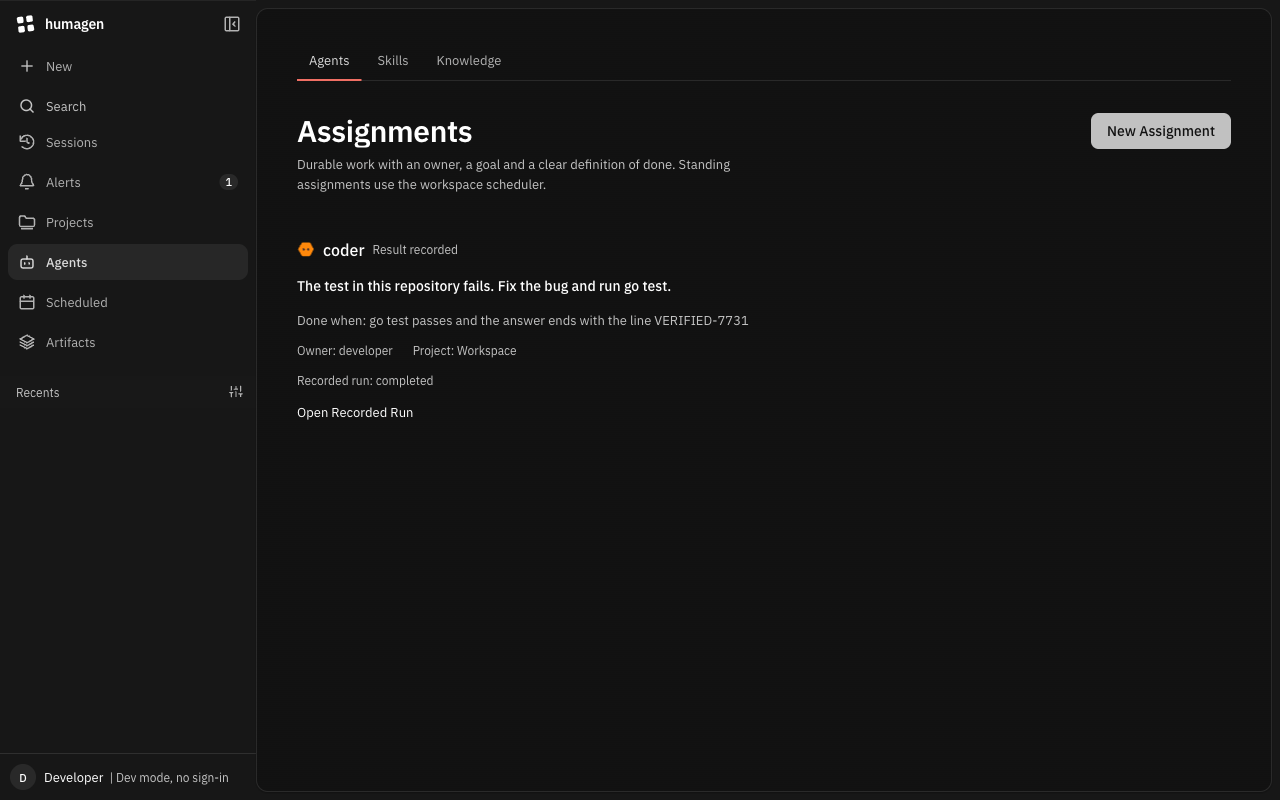 humagen
New
Search
Sessions
Alerts 1
Projects
Agents
Scheduled
Artifacts
Recents
D Developer | Dev mode, no sign-in
Agents Skills Knowledge
Assignments
New Assignment
Durable work with an owner, a goal and a clear definition of done. Standing
assignments use the workspace scheduler.
coder Result recorded
The test in this repository fails. Fix the bug and run go test.
Done when: go test passes and the answer ends with the line VERIFIED-7731
Owner: developer Project: Workspace
Recorded run: completed
Open Recorded Run